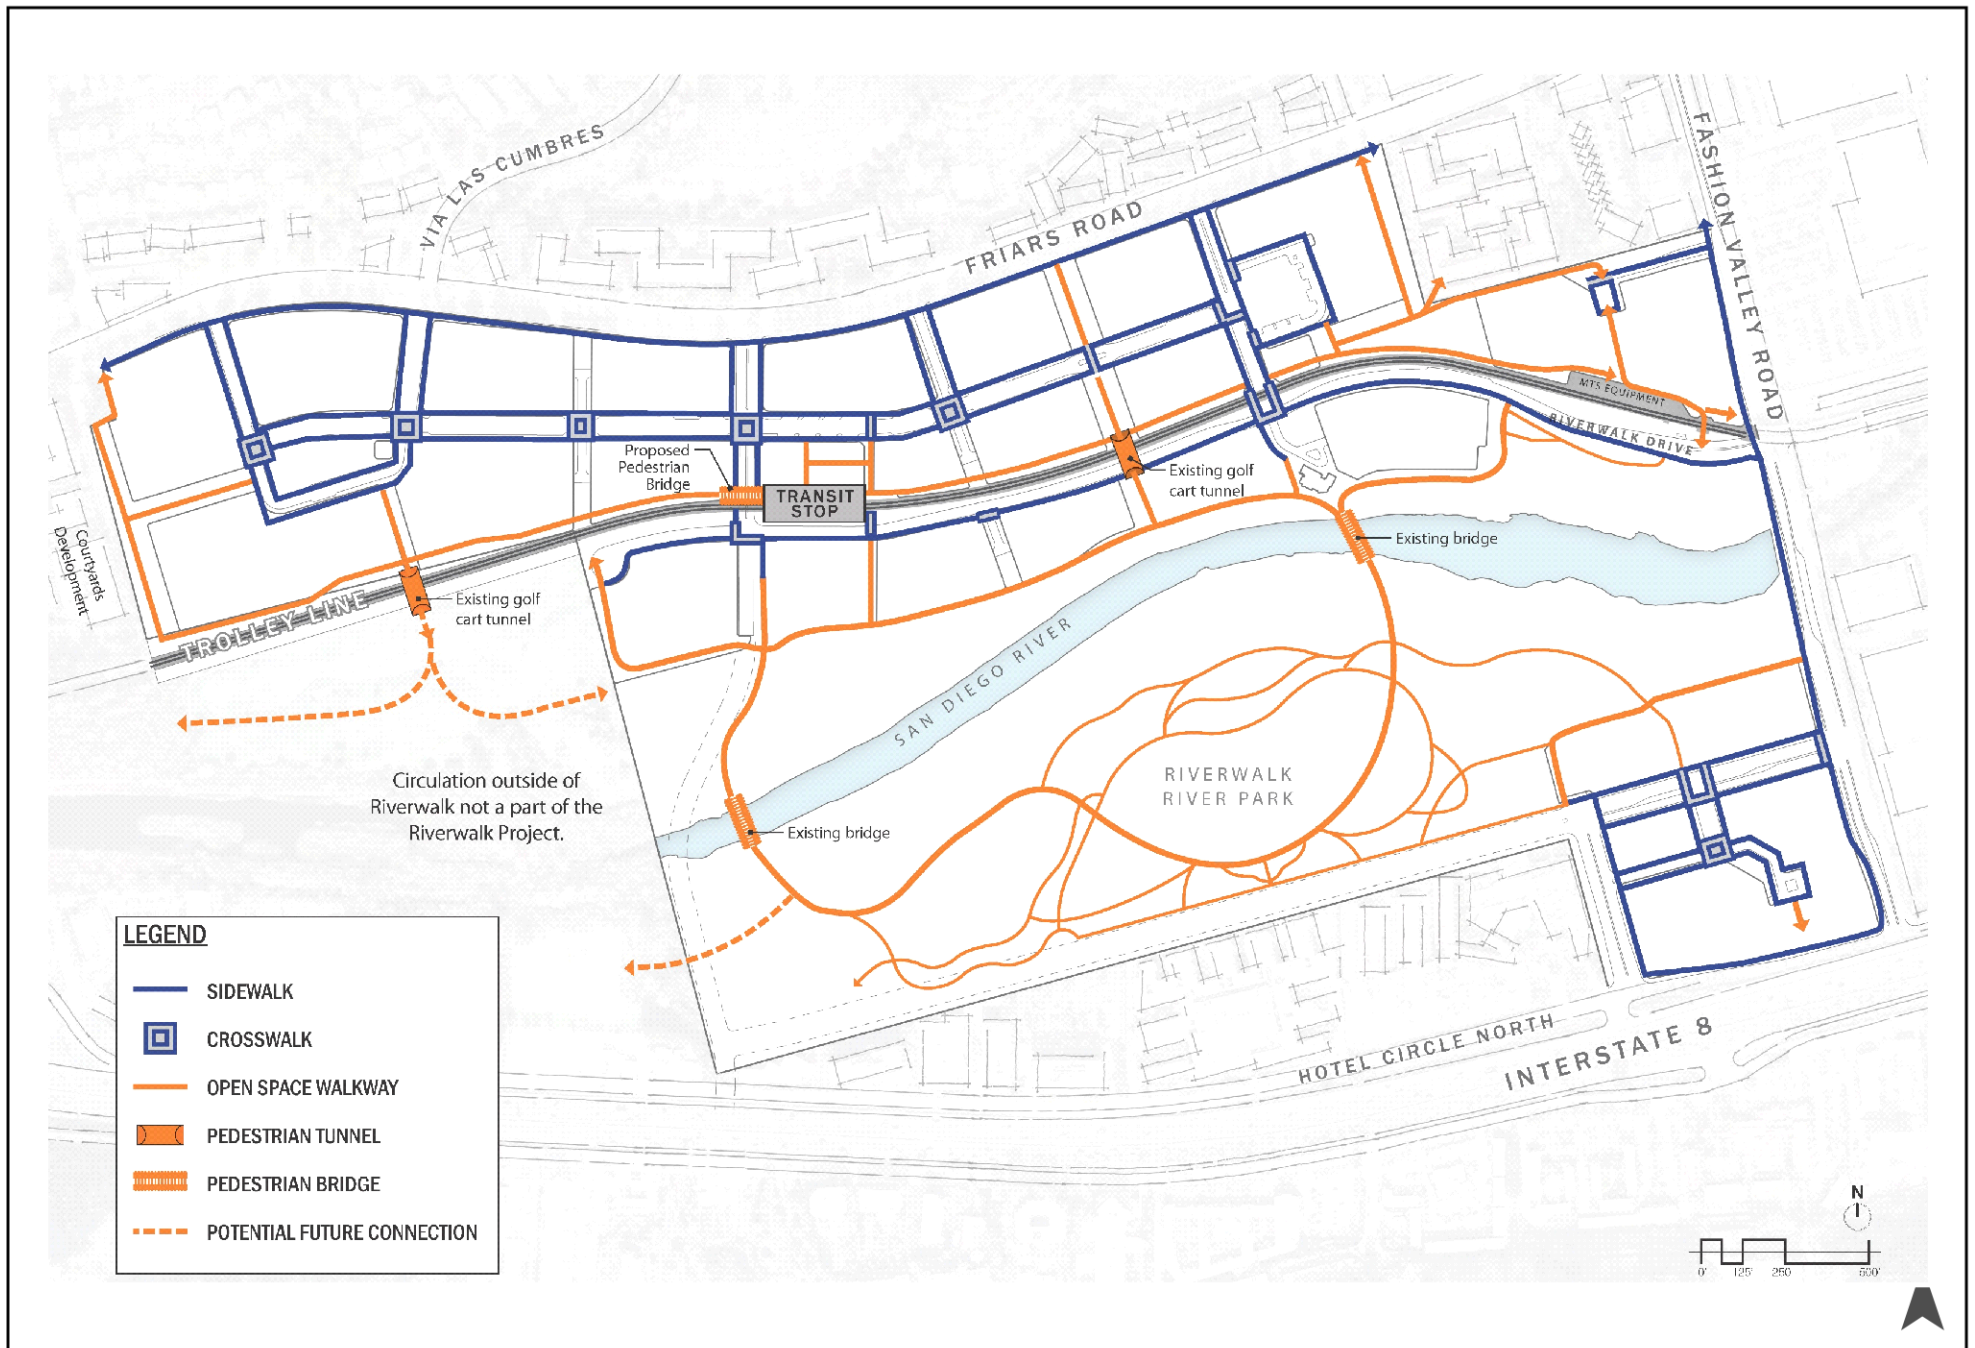 VIA LAS CUMBRES
FRIARS ROAD
FASHION VALLEY ROAD
MTS EQUIPMENT
RIVERWALK DRIVE
Proposed
Pedestrian
Bridge
TRANSIT
STOP
Existing golf
cart tunnel
Existing bridge
Courtyards
Development
TROLLEY LINE
Existing golf
cart tunnel
SAN DIEGO RIVER
RIVERWALK
RIVER PARK
Circulation outside of
Riverwalk not a part of the
Riverwalk Project.
Existing bridge
LEGEND
SIDEWALK
CROSSWALK
OPEN SPACE WALKWAY
PEDESTRIAN TUNNEL
PEDESTRIAN BRIDGE
POTENTIAL FUTURE CONNECTION
HOTEL CIRCLE NORTH
INTERSTATE 8
N
0' 125' 250 500'